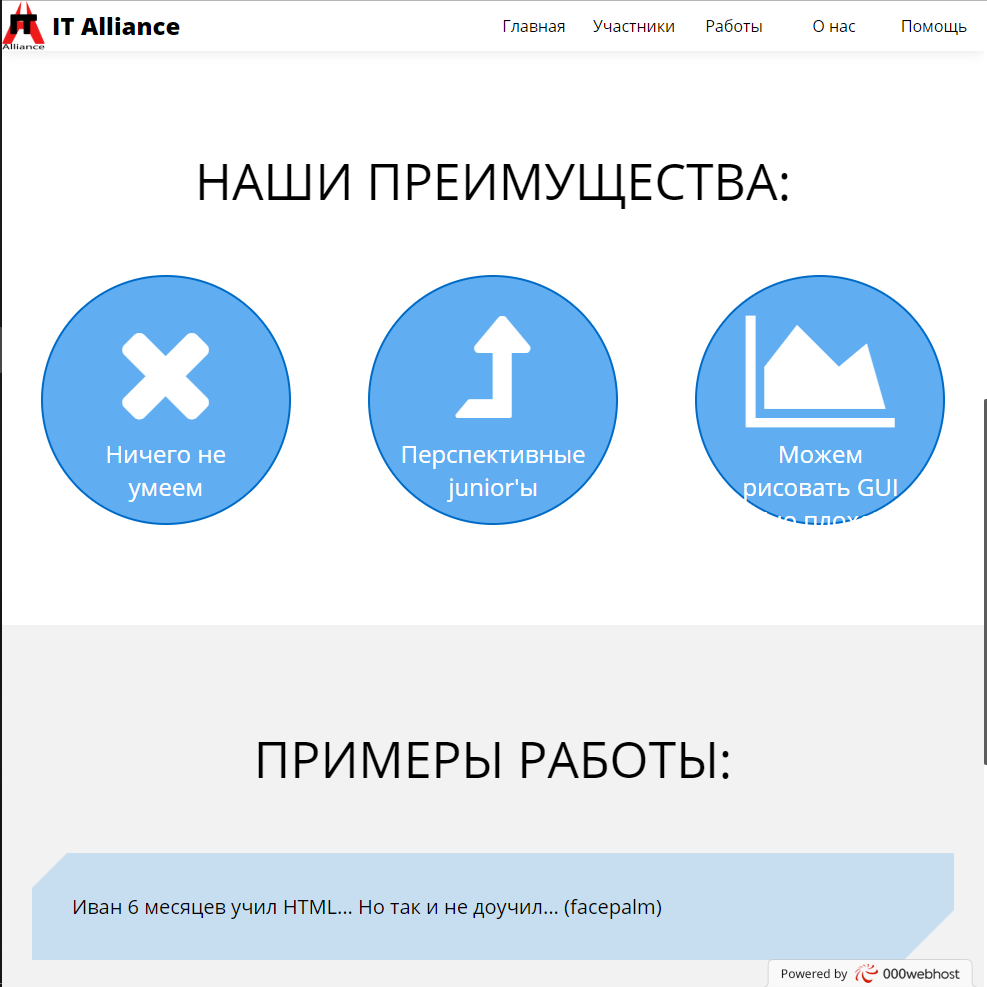 IT
Alliance
IT Alliance
Главная Участники Работы О нас Помощь
НАШИ ПРЕИМУЩЕСТВА:
Ничего не
умеем
Перспективные
junior'ы
Можем
рисовать GUI
ПРИМЕРЫ РАБОТЫ:
Иван 6 месяцев учил HTML... Но так и не доучил... (facepalm)
Powered by 000webhost